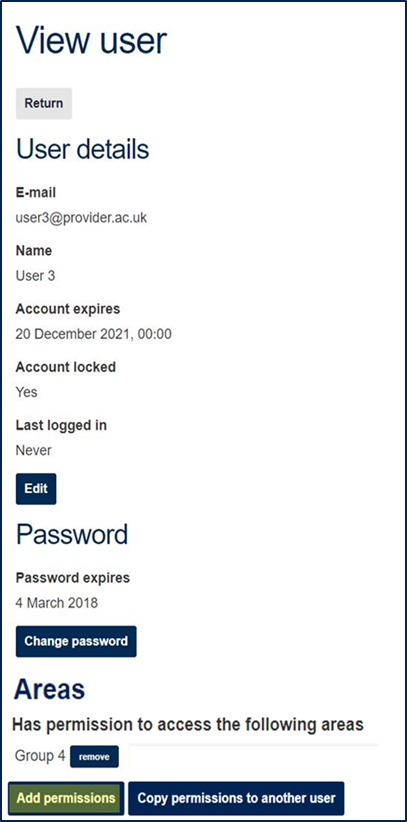 View user
Return
User details
E-mail
user3@provider.ac.uk
Name
User 3
Account expires
20 December 2021, 00:00
Account locked
Yes
Last logged in
Never
Edit
Password
Password expires
4 March 2018
Change password
Areas
Has permission to access the following areas
Group 4 remove
Add permissions Copy permissions to another user